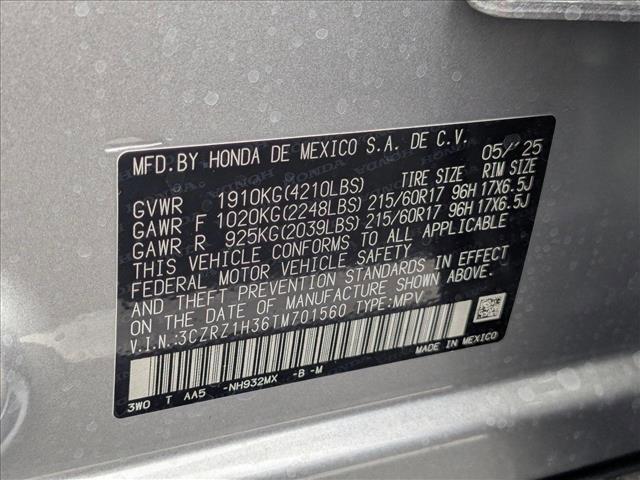 MFD.BY HONDA DE MEXICO S.A. DE C.V. 05/ 25
GVWR 1910KG(4210LBS) TIRE SIZE RIM SIZE
GAWR F 1020KG(2248LBS) 215/60R17 96H 17X6.5J
GAWR R 925KG(2039LBS) 215/60R17 96H 17X6.5J
THIS VEHICLE CONFORMS TO ALL APPLICABLE
FEDERAL MOTOR VEHICLE SAFETY
AND THEFT PREVENTION STANDARDS IN EFFECT
ON THE DATE OF MANUFACTURE SHOWN ABOVE.
V.I.N.:3CZRZ1H36TM701560 TYPE:MPV
3WO T AA5 -NH932MX -B -M MADE IN MEXICO